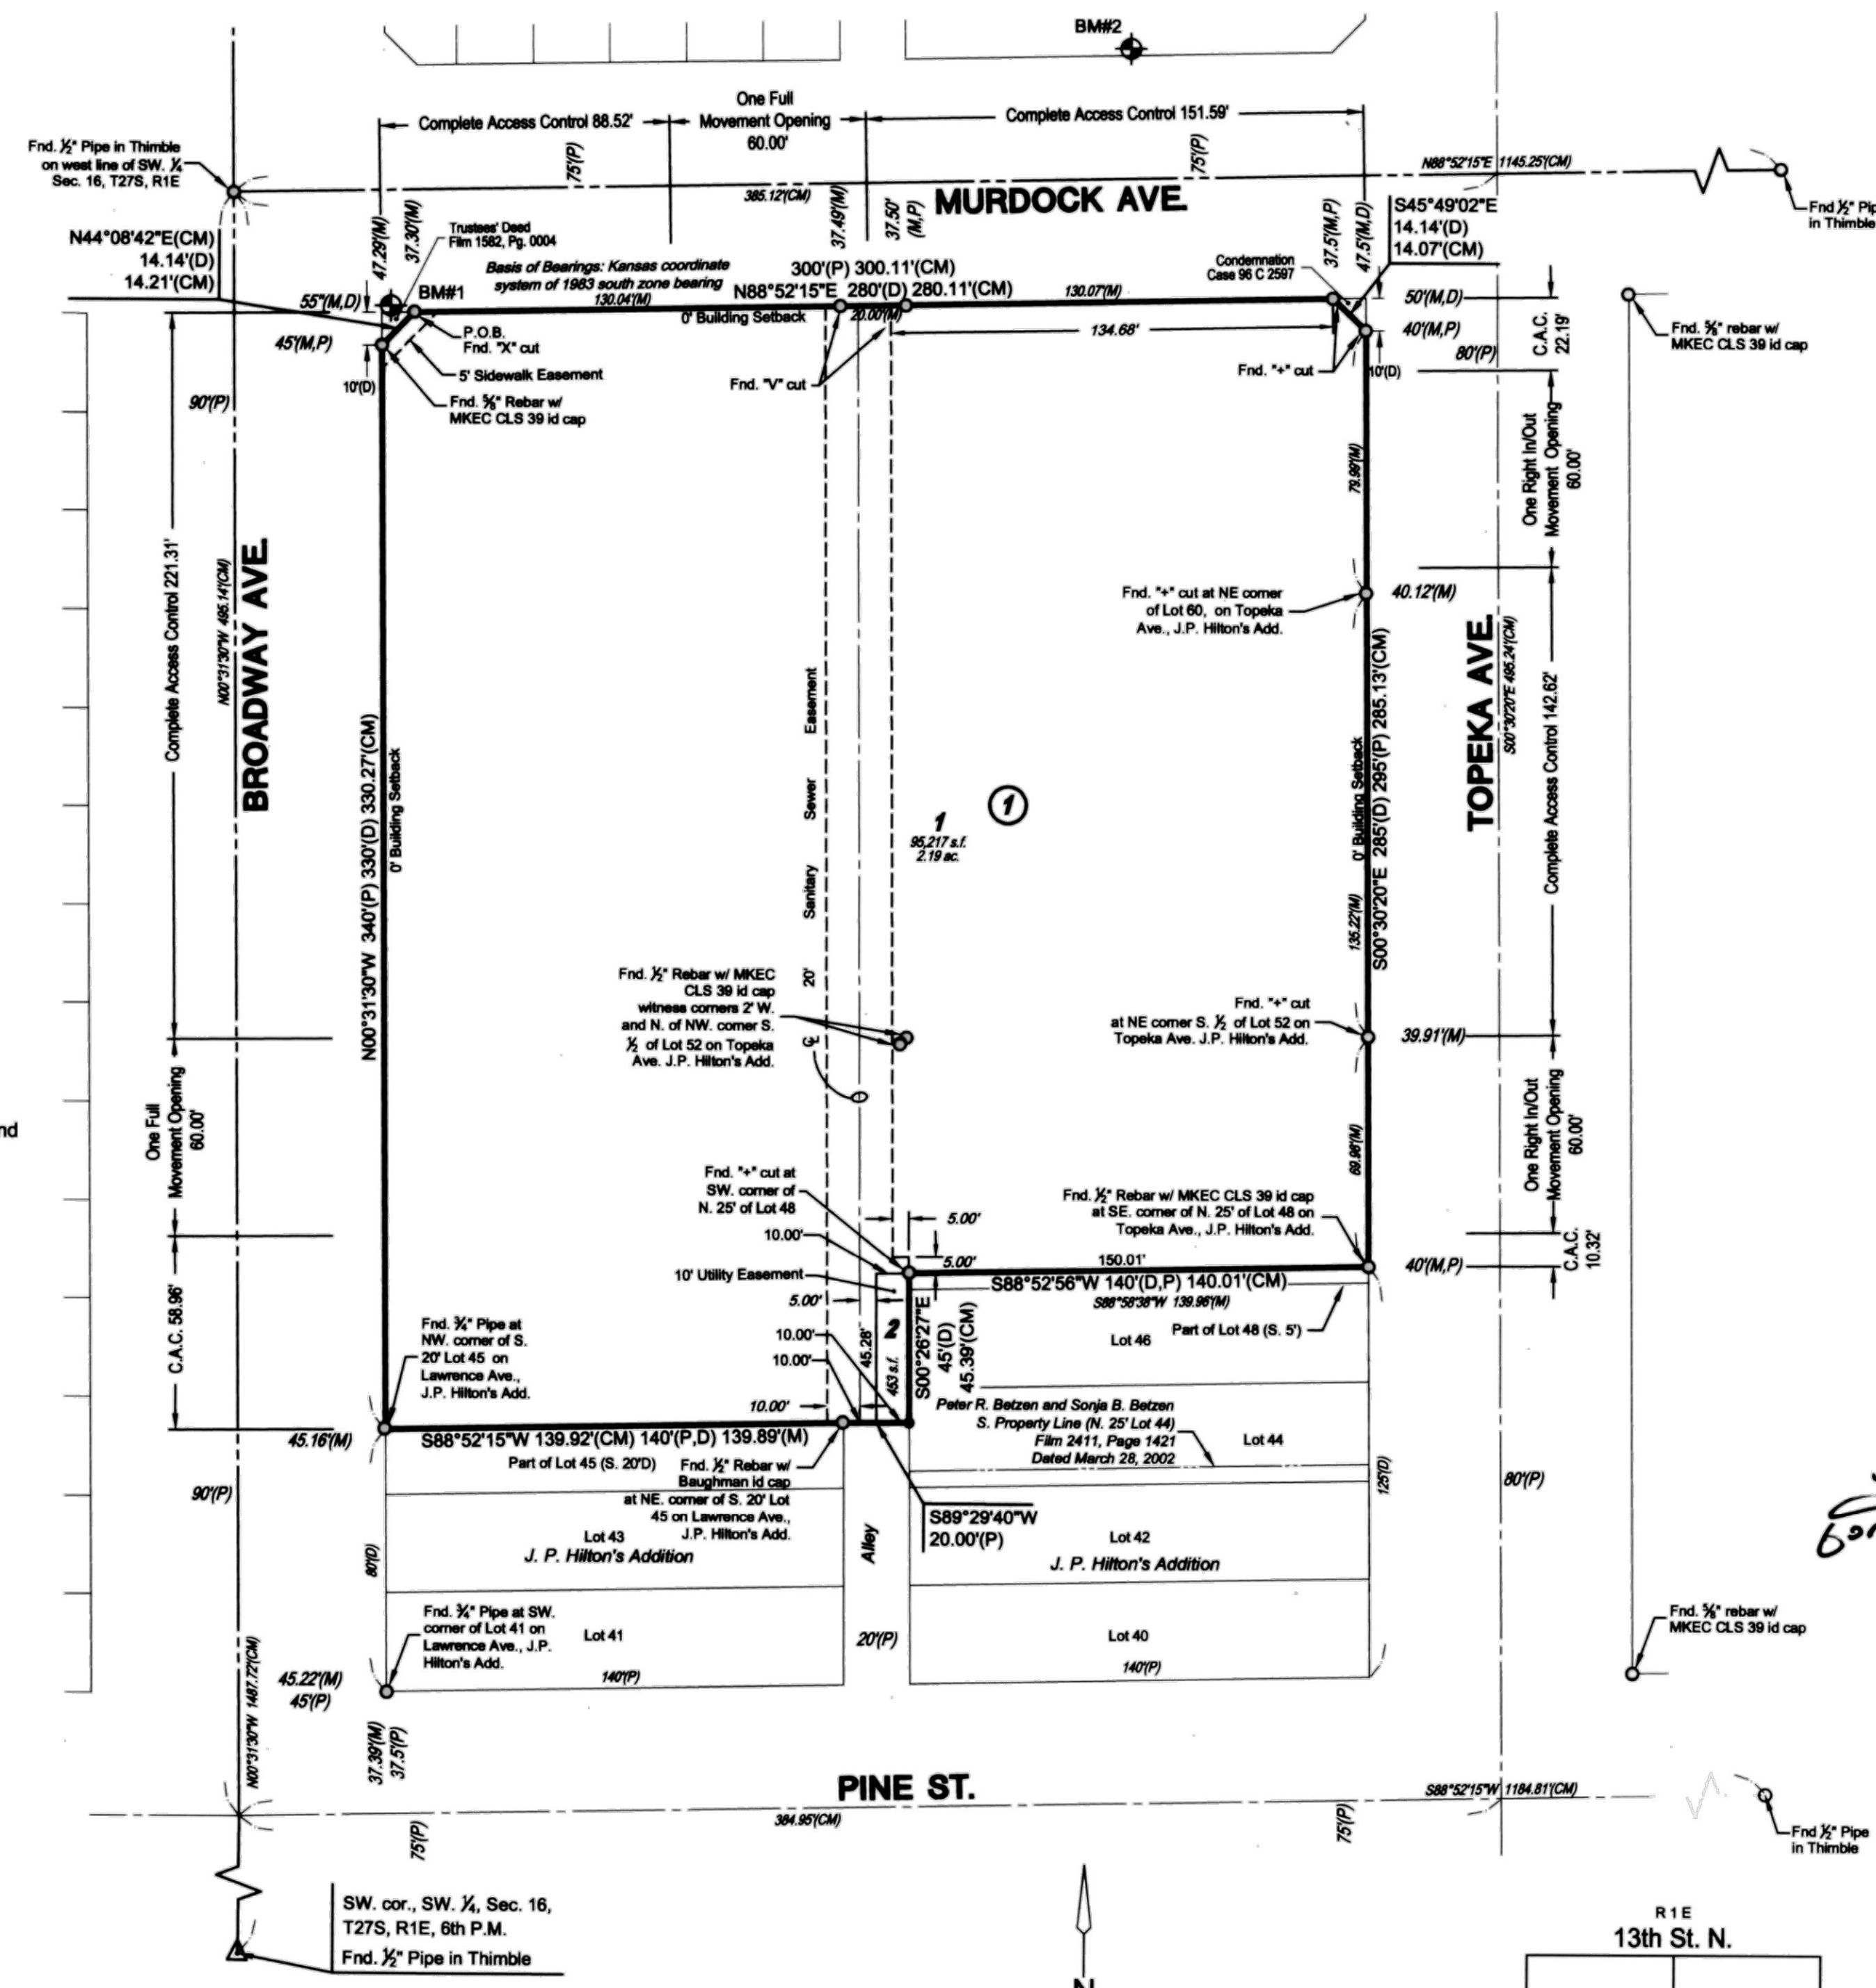 BM#2
One Full
Complete Access Control 88.52'
Movement Opening
60.00'
Complete Access Control 151.59'
Fnd. ½" Pipe in Thimble
on west line of SW. ¼
Sec. 16, T27S, R1E
75'(P)
75'(P)
N88°52'15"E 1145.25'(CM)
385.12'(CM)
MURDOCK AVE.
Fnd ½" Pip
in Thimble
N44°08'42"E(CM)
14.14'(D)
14.21'(CM)
47.29'(M)
37.30'(M)
Trustees' Deed
Film 1582, Pg. 0004
37.49'(M)
37.50'
(M,P)
37.5'(M,P)
47.5'(M,D)
S45°49'02"E
14.14'(D)
14.07'(CM)
Basis of Bearings: Kansas coordinate
system of 1983 south zone bearing
300'(P) 300.11'(CM)
N88°52'15"E 280'(D) 280.11'(CM)
Condemnation
Case 96 C 2597
55"(M,D)
BM#1
130.04'(M)
130.07'(M)
50'(M,D)
0' Building Setback
20.00'(M)
134.68'
45'(M,P)
P.O.B.
Fnd. "X" cut
40'(M,P)
80'(P)
C.A.C.
22.19'
Fnd. ⅝" rebar w/
MKEC CLS 39 id cap
5' Sidewalk Easement
10'(D)
Fnd. "V" cut
Fnd. "+" cut
10'(D)
90'(P)
Fnd. ⅝" Rebar w/
MKEC CLS 39 id cap
One Right In/Out
Movement Opening
60.00'
79.99'(M)
Complete Access Control 221.31'
N00°31'30"W 495.14'(CM)
BROADWAY AVE.
Fnd. "+" cut at NE corner
of Lot 60, on Topeka
Ave., J.P. Hilton's Add.
40.12'(M)
N00°31'30"W 340'(P) 330'(D) 330.27'(CM)
0' Building Setback
20' Sanitary Sewer Easement
1
95,217 s.f.
2.19 ac.
1
0' Building Setback
S00°30'20"E 285'(D) 295'(P) 285.13'(CM)
TOPEKA AVE.
S00°30'20"E 495.24'(CM)
Complete Access Control 142.62'
135.22'(M)
Fnd. ½" Rebar w/ MKEC
CLS 39 id cap
witness corners 2' W.
and N. of NW. corner S.
½ of Lot 52 on Topeka
Ave. J.P. Hilton's Add.
℄
Fnd. "+" cut
at NE corner S. ½ of Lot 52 on
Topeka Ave. J.P. Hilton's Add.
39.91'(M)
nd
One Full
Movement Opening
60.00'
One Right In/Out
Movement Opening
60.00'
69.96'(M)
Fnd. "+" cut at
SW. corner of
N. 25' of Lot 48
Fnd. ½" Rebar w/ MKEC CLS 39 id cap
at SE. corner of N. 25' of Lot 48 on
Topeka Ave., J.P. Hilton's Add.
5.00'
10.00'
5.00'
150.01'
10' Utility Easement
S88°52'56"W 140'(D,P) 140.01'(CM)
40'(M,P)
C.A.C.
10.32'
S88°58'38"W 139.96'(M)
5.00'
C.A.C. 58.96'
Fnd. ¾" Pipe at
NW. corner of S.
20' Lot 45 on
Lawrence Ave.,
J.P. Hilton's Add.
10.00'
10.00'
45.28'
2
453 s.f.
S00°26'27"E
45'(D)
45.39'(CM)
Lot 46
Part of Lot 48 (S. 5')
10.00'
Peter R. Betzen and Sonja B. Betzen
S. Property Line (N. 25' Lot 44)
Film 2411, Page 1421
Dated March 28, 2002
Lot 44
45.16'(M)
S88°52'15"W 139.92'(CM) 140'(P,D) 139.89'(M)
Part of Lot 45 (S. 20'D)
Fnd. ½" Rebar w/
Baughman id cap
at NE. corner of S. 20' Lot
45 on Lawrence Ave.,
J.P. Hilton's Add.
90'(P)
125'(D)
80'(P)
S89°29'40"W
20.00'(P)
Lot 43
J. P. Hilton's Addition
80'(D)
Alley
Lot 42
J. P. Hilton's Addition
Fnd. ¾" Pipe at SW.
corner of Lot 41 on
Lawrence Ave., J.P.
Hilton's Add.
Lot 41
20'(P)
Lot 40
Fnd. ⅝" rebar w/
MKEC CLS 39 id cap
140'(P)
140'(P)
N00°31'30"W 1487.72'(CM)
45.22'(M)
45'(P)
37.39'(M)
37.5'(P)
PINE ST.
S88°52'15"W 1184.81'(CM)
384.95'(CM)
75'(P)
75'(P)
Fnd ½" Pipe
in Thimble
SW. cor., SW. ¼, Sec. 16,
T27S, R1E, 6th P.M.
Fnd. ½" Pipe in Thimble
N
R 1 E
13th St. N.